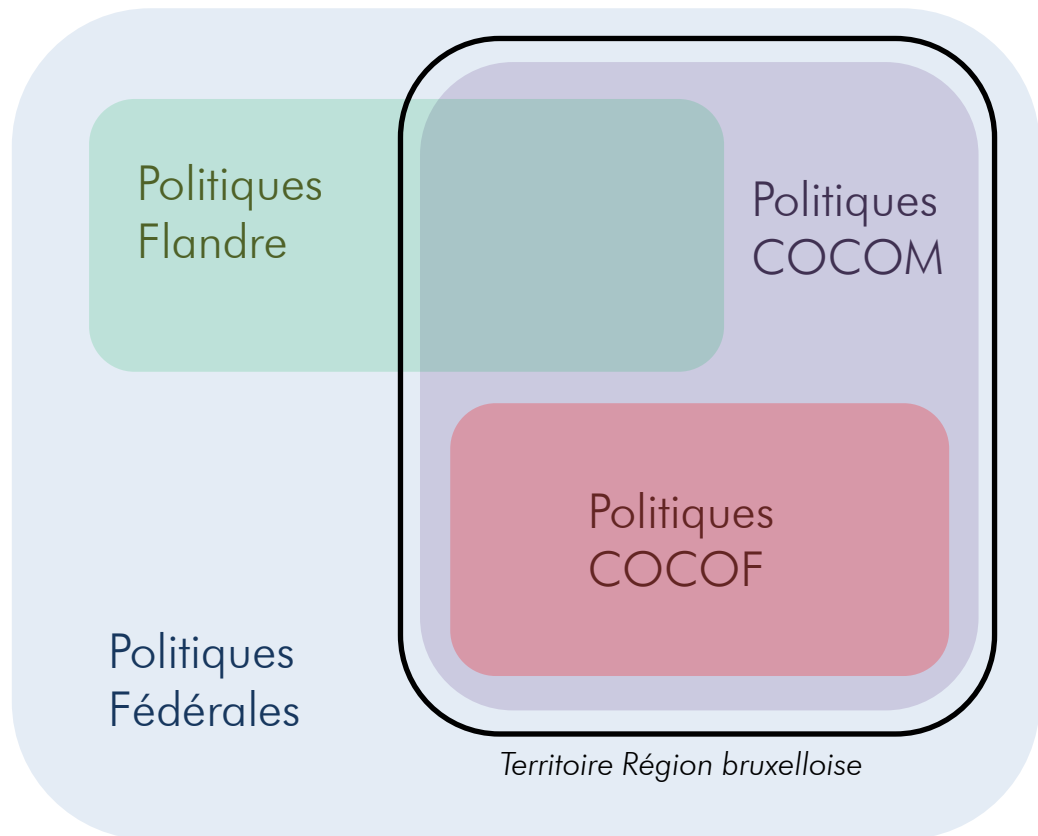 Politiques
Flandre
Politiques
COCOM
Politiques
COCOF
Politiques
Fédérales
Territoire Région bruxelloise